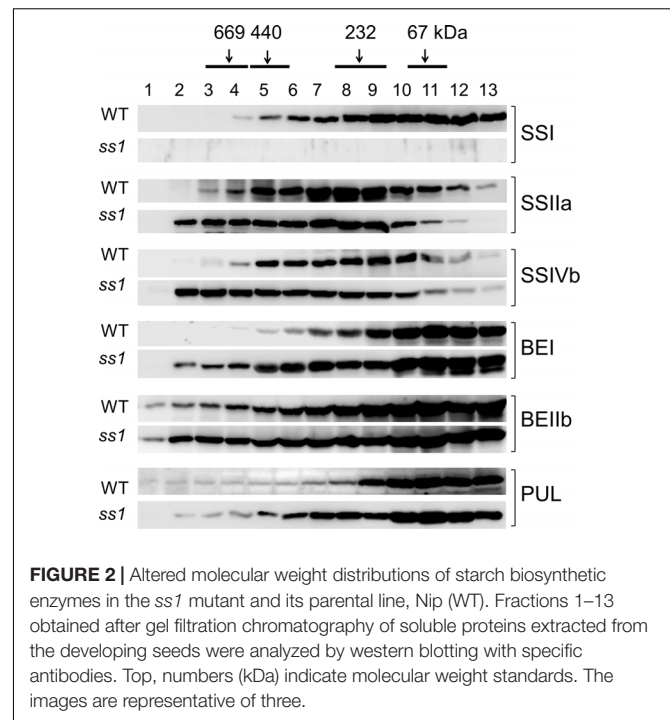 669 440 232 67 kDa
1 2 3 4 5 6 7 8 9 10 11 12 13
WT
ss1
SSI
WT
ss1
SSIIa
WT
ss1
SSIVb
WT
ss1
BEI
WT
ss1
BEIIb
WT
ss1
PUL
FIGURE 2 | Altered molecular weight distributions of starch biosynthetic
enzymes in the ss1 mutant and its parental line, Nip (WT). Fractions 1–13
obtained after gel filtration chromatography of soluble proteins extracted from
the developing seeds were analyzed by western blotting with specific
antibodies. Top, numbers (kDa) indicate molecular weight standards. The
images are representative of three.